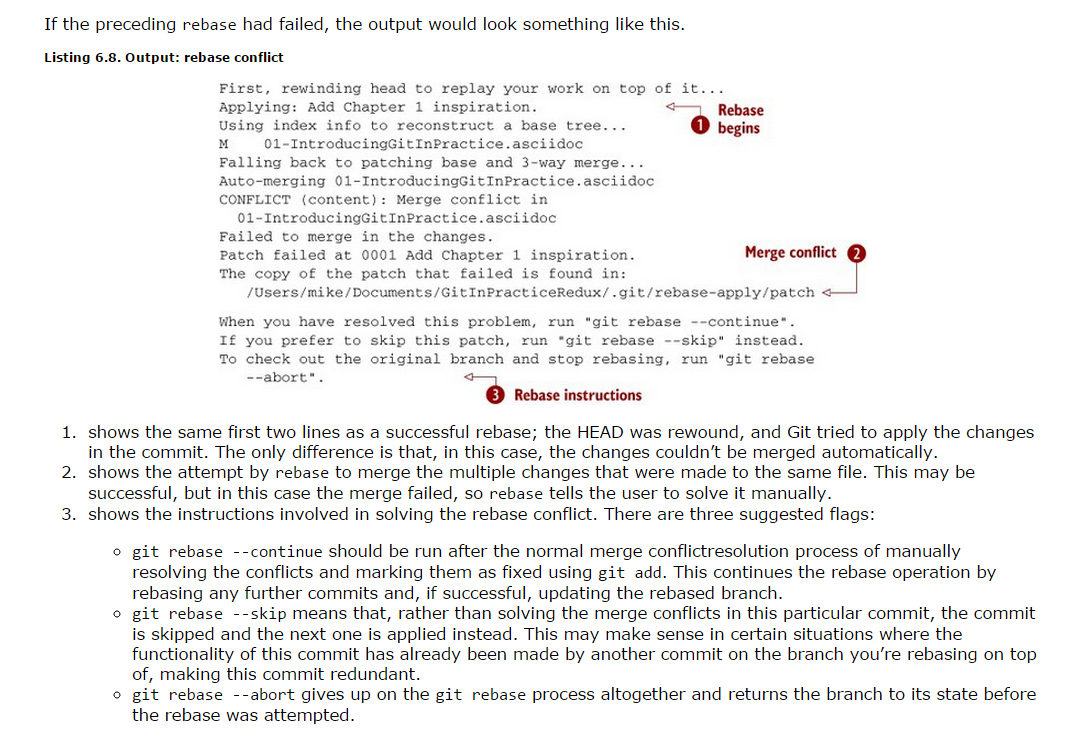 If the preceding rebase had failed, the output would look something like this.
Listing 6.8. Output: rebase conflict
First, rewinding head to replay your work on top of it...
Applying: Add Chapter 1 inspiration.
Rebase
Using index info to reconstruct a base tree...
1 begins
M 01-IntroducingGitInPractice.asciidoc
Falling back to patching base and 3-way merge...
Auto-merging 01-IntroducingGitInPractice.asciidoc
CONFLICT (content): Merge conflict in
01-IntroducingGitInPractice.asciidoc
Failed to merge in the changes.
Patch failed at 0001 Add Chapter 1 inspiration.
Merge conflict 2
The copy of the patch that failed is found in:
/Users/mike/Documents/GitInPracticeRedux/.git/rebase-apply/patch
When you have resolved this problem, run "git rebase --continue".
If you prefer to skip this patch, run "git rebase --skip" instead.
To check out the original branch and stop rebasing, run "git rebase
--abort".
3 Rebase instructions
1. shows the same first two lines as a successful rebase; the HEAD was rewound, and Git tried to apply the changes
in the commit. The only difference is that, in this case, the changes couldn't be merged automatically.
2. shows the attempt by rebase to merge the multiple changes that were made to the same file. This may be
successful, but in this case the merge failed, so rebase tells the user to solve it manually.
3. shows the instructions involved in solving the rebase conflict. There are three suggested flags:
git rebase --continue should be run after the normal merge conflictresolution process of manually
resolving the conflicts and marking them as fixed using git add. This continues the rebase operation by
rebasing any further commits and, if successful, updating the rebased branch.
git rebase --skip means that, rather than solving the merge conflicts in this particular commit, the commit
is skipped and the next one is applied instead. This may make sense in certain situations where the
functionality of this commit has already been made by another commit on the branch you're rebasing on top
of, making this commit redundant.
git rebase --abort gives up on the git rebase process altogether and returns the branch to its state before
the rebase was attempted.